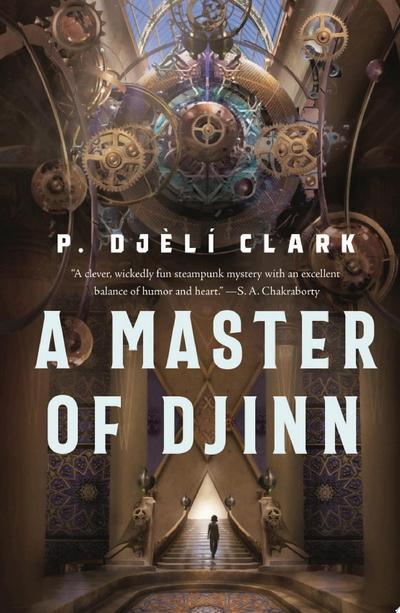 P. DJÈLÍ CLARK
"A clever, wickedly fun steampunk mystery with an excellent
balance of humor and heart." —S. A. Chakraborty
A MASTER
OF DJINN